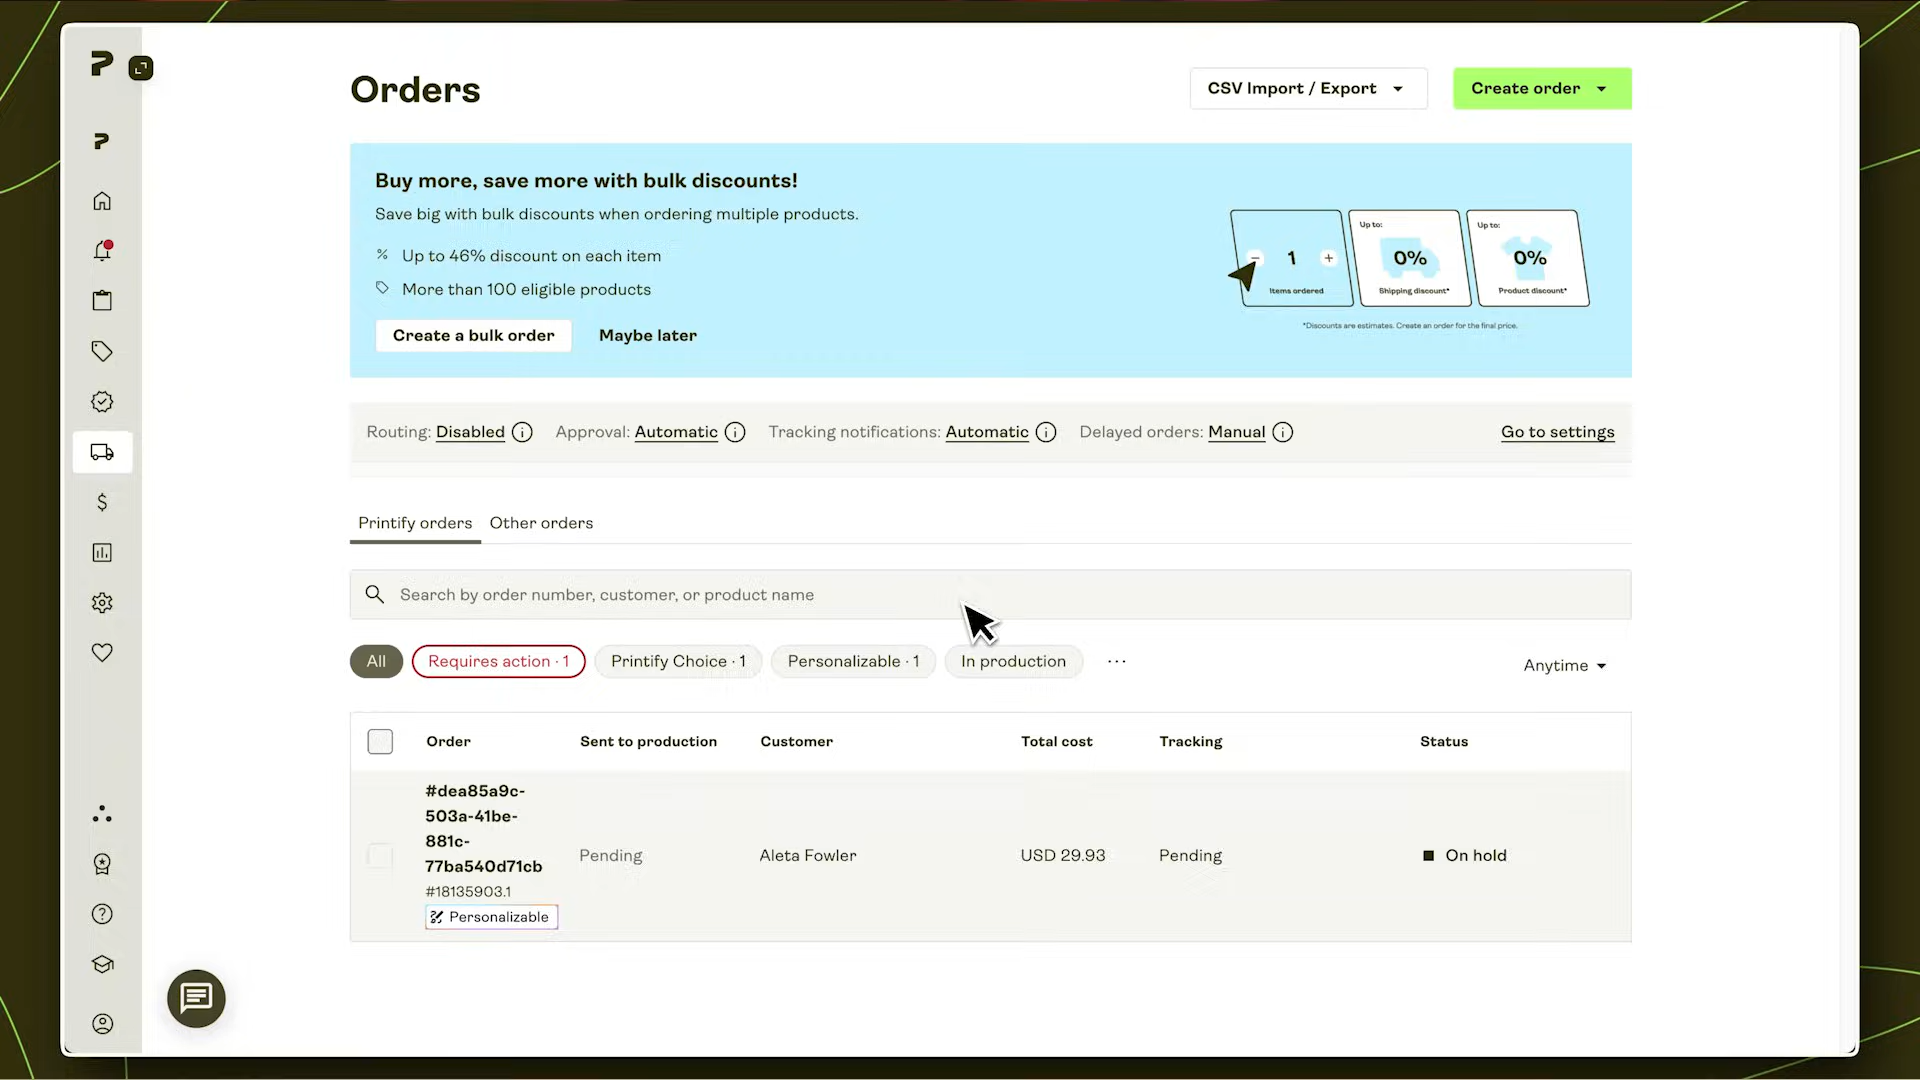 Orders
CSV Import / Export
Create order
Buy more, save more with bulk discounts!
Save big with bulk discounts when ordering multiple products.
% Up to 46% discount on each item
More than 100 eligible products
Create a bulk order
Maybe later
1
Items ordered
Up to:
0%
Shipping discount*
Up to:
0%
Product discount*
*Discounts are estimates. Create an order for the final price.
Routing: Disabled
Approval: Automatic
Tracking notifications: Automatic
Delayed orders: Manual
Go to settings
Printify orders
Other orders
Search by order number, customer, or product name
All
Requires action · 1
Printify Choice · 1
Personalizable · 1
In production
...
Anytime
Order
Sent to production
Customer
Total cost
Tracking
Status
#dea85a9c-
503a-41be-
881c-
77ba540d71cb
#18135903.1
Personalizable
Pending
Aleta Fowler
USD 29.93
Pending
On hold